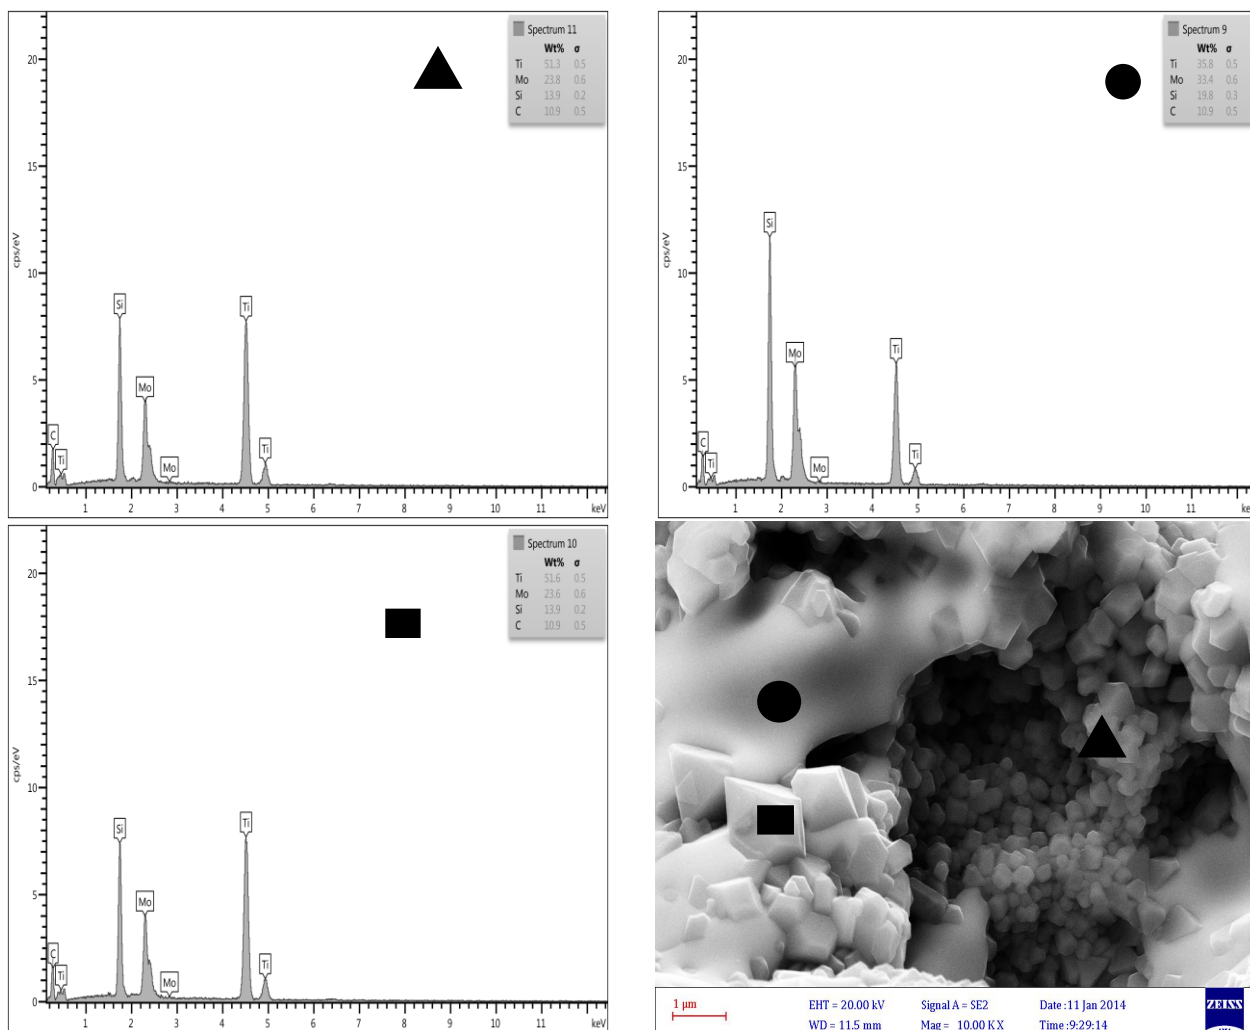 Spectrum 11
Wt% σ
Ti 51.3 0.5
Mo 23.8 0.6
Si 13.9 0.2
C 10.9 0.5
20
15
10
5
0
cps/eV
C
Ti
Si
Mo
Mo
Ti
Ti
1 2 3 4 5 6 7 8 9 10 11 keV
Spectrum 9
Wt% σ
Ti 35.8 0.5
Mo 33.4 0.6
Si 19.8 0.3
C 10.9 0.5
20
15
10
5
0
cps/eV
C
Ti
Si
Mo
Mo
Ti
Ti
1 2 3 4 5 6 7 8 9 10 11 ke
Spectrum 10
Wt% σ
Ti 51.6 0.5
Mo 23.6 0.6
Si 13.9 0.2
C 10.9 0.5
20
15
10
5
0
cps/eV
C
Ti
Si
Mo
Mo
Ti
Ti
1 2 3 4 5 6 7 8 9 10 11 keV
1 µm
EHT = 20.00 kV Signal A = SE2 Date :11 Jan 2014
WD = 11.5 mm Mag = 10.00 K X Time :9:29:14
ZEISS